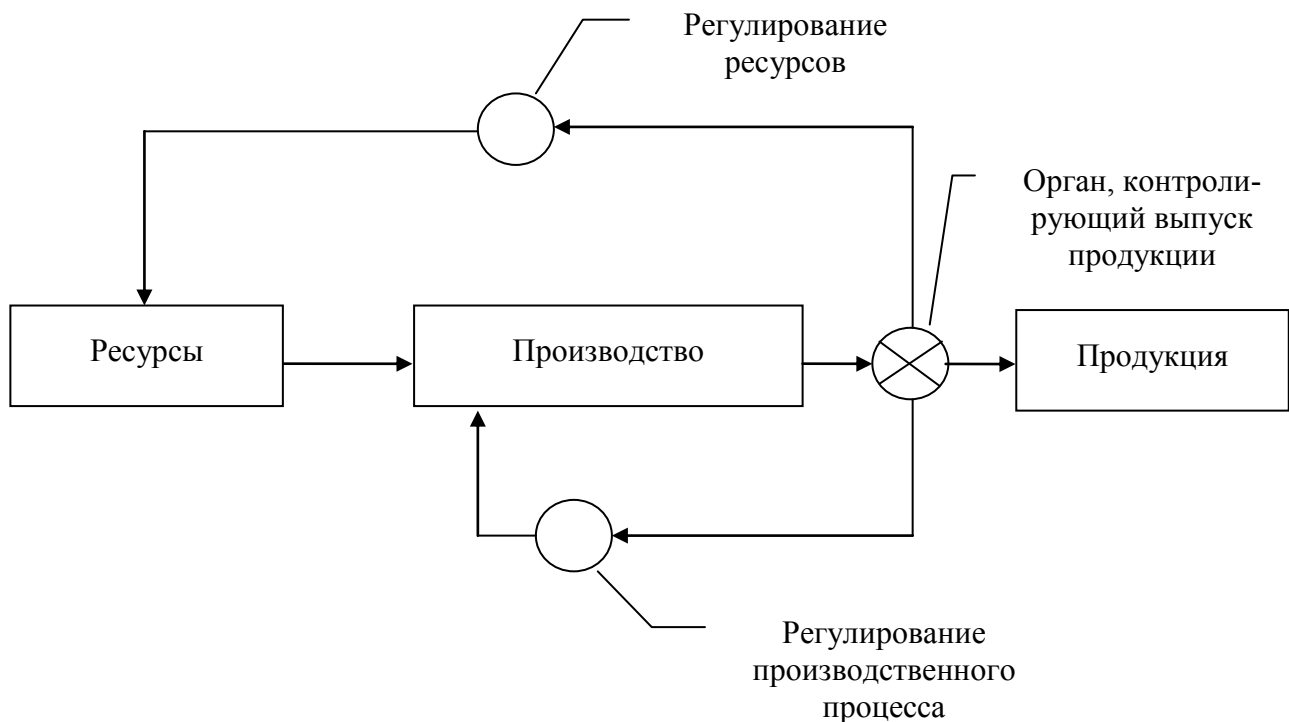 Регулирование
ресурсов
Орган, контроли-
рующий выпуск
продукции
Ресурсы
Производство
Продукция
Регулирование
производственного
процесса